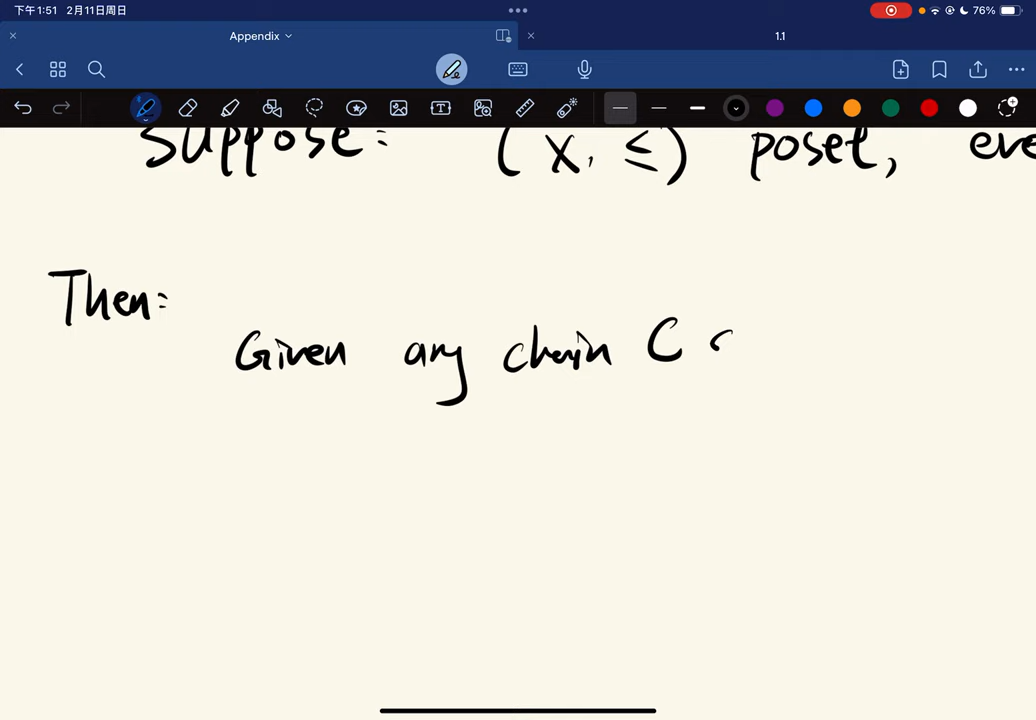 下午1:51 2月11日周日
76%
Appendix
1.1
Suppose: (X, ≤) poset, eve
Then:
Given any chain C